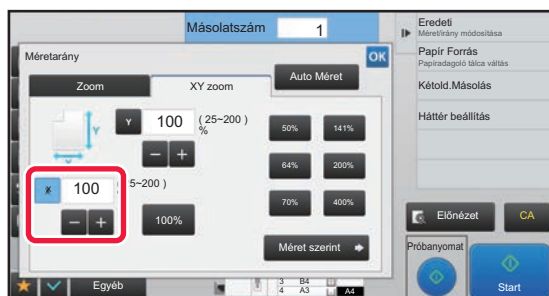 Másolatszám 1
Méretarány
OK
Zoom
XY zoom
Auto Méret
Y
Y 100 ( 25~200 )
%
50% 141%
64% 200%
70% 400%
X 100 5~200 )
100%
Méret szerint
Egyéb
3 B4
4 A3
A4
Eredeti
Méret/irány módosítása
Papír Forrás
Papíradagoló tálca váltás
Kétold.Másolás
Háttér beállítás
Előnézet
CA
Próbanyomat
Start